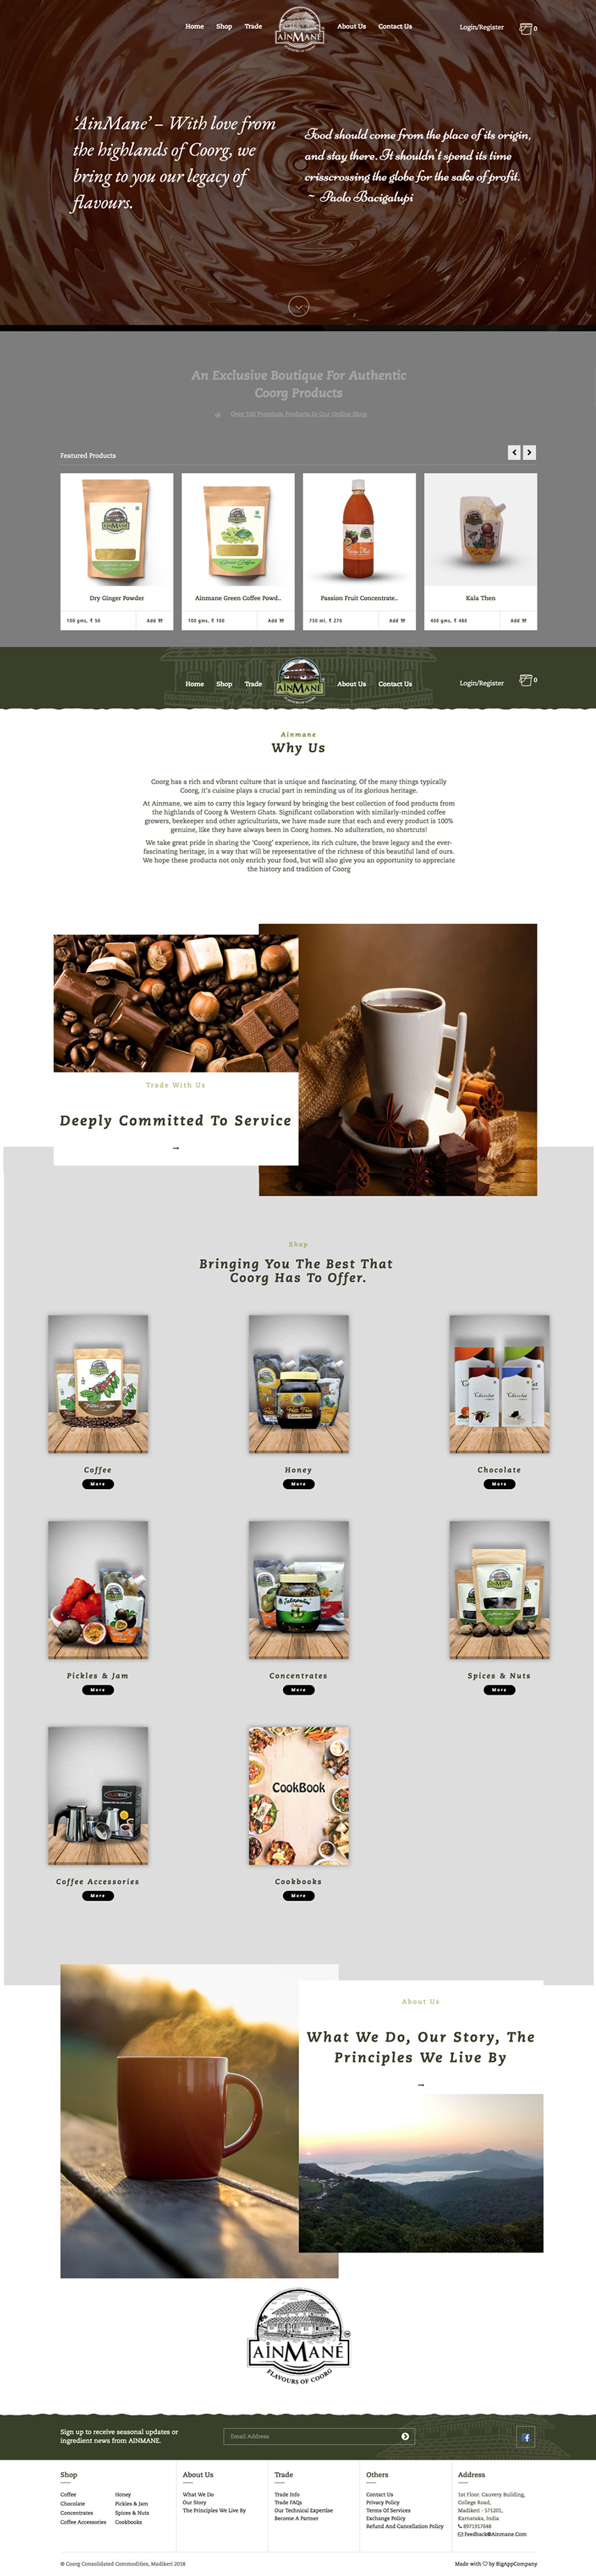 Home Shop Trade AINMANE FLAVOURS OF COORG About Us Contact Us Login/Register 0
‘AinMane’ – With love from
the highlands of Coorg, we
bring to you our legacy of
flavours.
Food should come from the place of its origin,
and stay there. It shouldn't spend its time
crisscrossing the globe for the sake of profit.
~ Paolo Bacigalupi
An Exclusive Boutique For Authentic
Coorg Products
Over 100 Premium Products In Our Online Shop
Featured Products
AINMANE
AINMANE
Green Coffee
Dry Ginger Powder
100 gms, ₹ 50 Add
Ainmane Green Coffee Powd..
100 gms, ₹ 100 Add
Passion Fruit Concentrate..
750 ml, ₹ 270 Add
Kala Then
400 gms, ₹ 480 Add
Home Shop Trade AINMANE About Us Contact Us Login/Register 0
Ainmane
Why Us
Coorg has a rich and vibrant culture that is unique and fascinating. Of the many things typically
Coorg, it's cuisine plays a crucial part in reminding us of its glorious heritage.
At Ainmane, we aim to carry this legacy forward by bringing the best collection of food products from
the highlands of Coorg & Western Ghats. Significant collaboration with similarly-minded coffee
growers, beekeeper and other agriculturists, we have made sure that each and every product is 100%
genuine, like they have always been in Coorg homes. No adulteration, no shortcuts!
We take great pride in sharing the 'Coorg' experience, its rich culture, the brave legacy and the ever-
fascinating heritage, in a way that will be representative of the richness of this beautiful land of ours.
We hope these products not only enrich your food, but will also give you an opportunity to appreciate
the history and tradition of Coorg
Trade With Us
Deeply Committed To Service
Shop
Bringing You The Best That
Coorg Has To Offer.
Filter Coffee
Chocolat
Chocolat
Coffee
More
Honey
More
Chocolate
More
Pickles & Jam
More
Concentrates
More
Spices & Nuts
More
CookBook
Coffee Accessories
More
Cookbooks
More
About Us
What We Do, Our Story, The
Principles We Live By
AINMANÉ
FLAVOURS OF COORG
Sign up to receive seasonal updates or
ingredient news from AINMANE.
Email Address
Shop
Coffee Honey
Chocolate Pickles & Jam
Concentrates Spices & Nuts
Coffee Accessories Cookbooks
About Us
What We Do
Our Story
The Principles We Live By
Trade
Trade Info
Trade FAQs
Our Technical Expertise
Become A Partner
Others
Contact Us
Privacy Policy
Terms Of Services
Exchange Policy
Refund And Cancellation Policy
Address
1st Floor. Cauvery Building,
College Road,
Madikeri - 571201,
Karnataka, India
8971917648
Feedback@Ainmane.Com
© Coorg Consolidated Commodities, Madikeri 2018
Made with ♡ by BigAppCompany